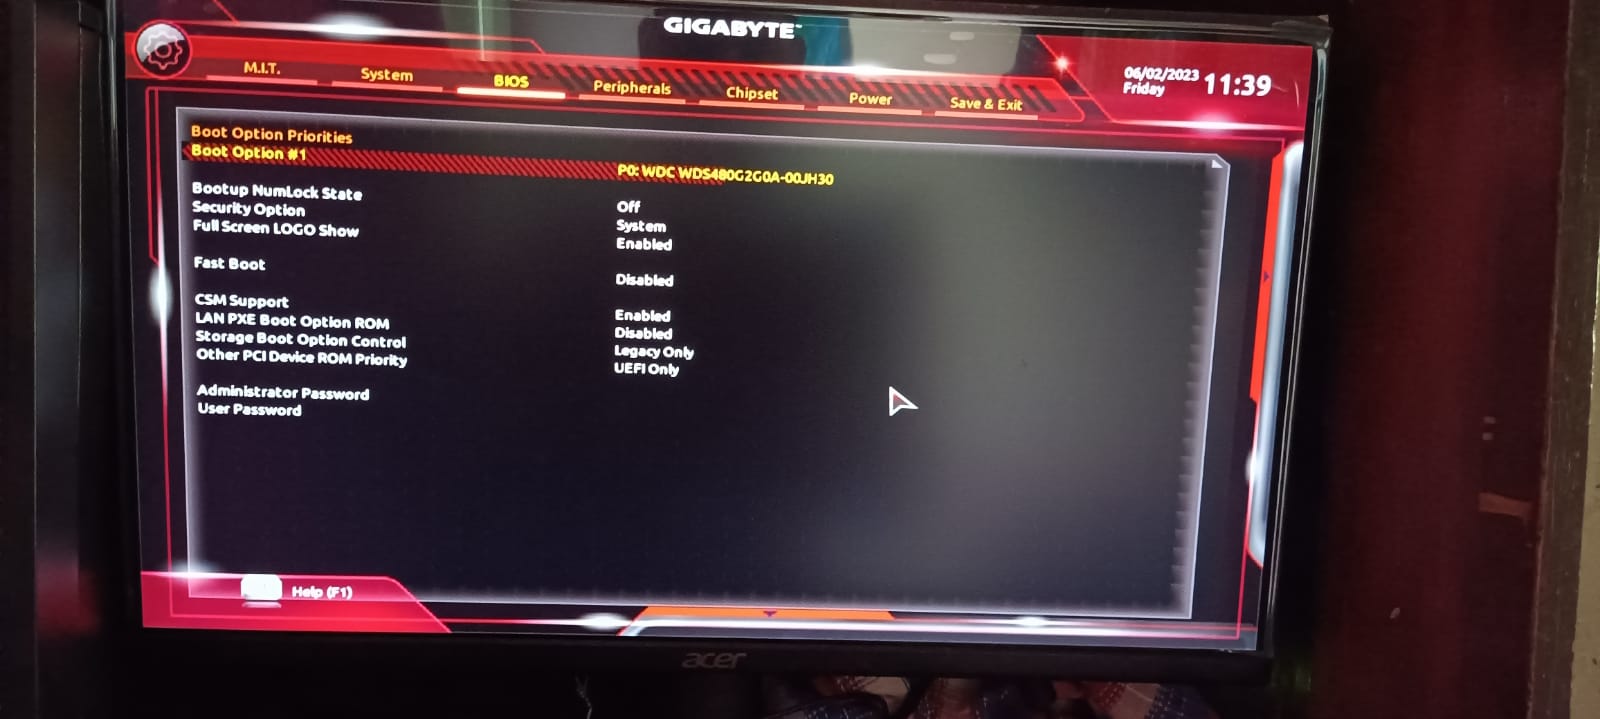 GIGABYTE™
M.I.T. System BIOS Peripherals Chipset Power Save & Exit
06/02/2023 11:39
Friday
Boot Option Priorities
Boot Option #1 P0: WDC WDS480G2G0A-00JH30
Bootup NumLock State Off
Security Option System
Full Screen LOGO Show Enabled
Fast Boot Disabled
CSM Support Enabled
LAN PXE Boot Option ROM Disabled
Storage Boot Option Control Legacy Only
Other PCI Device ROM Priority UEFI Only
Administrator Password
User Password
Help (F1)
acer